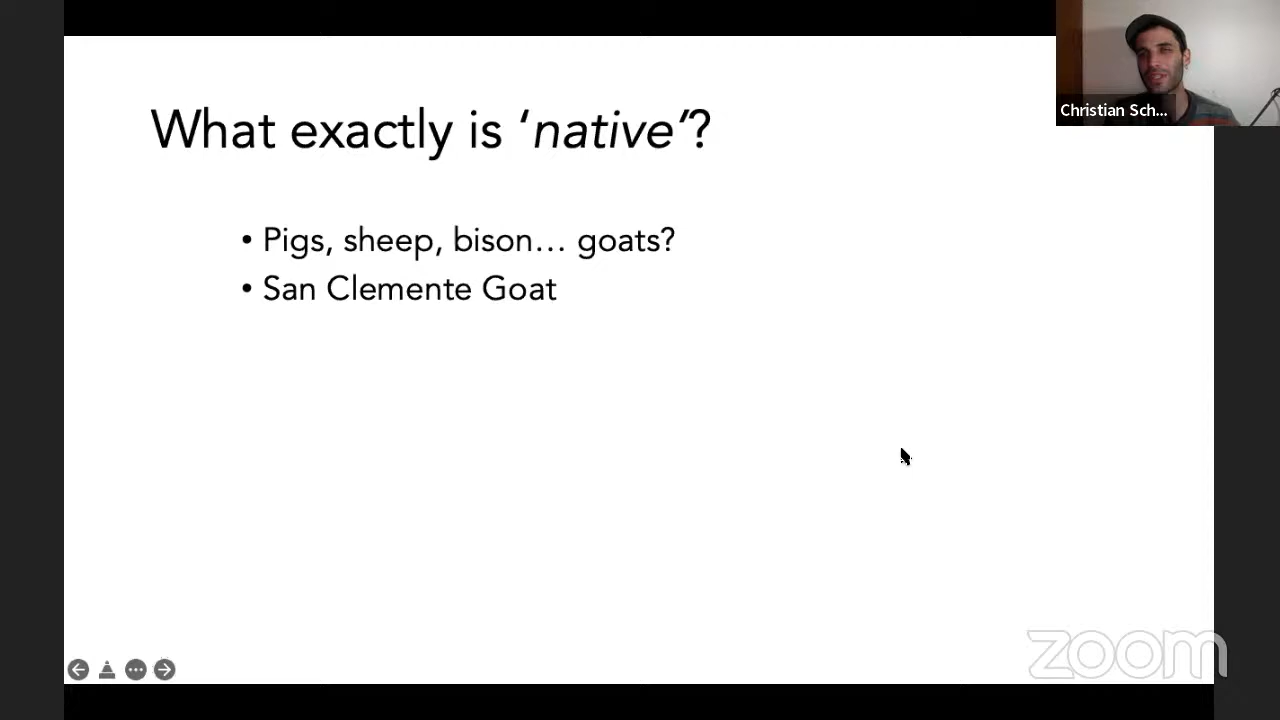 Christian Sch...
What exactly is ‘native’?
• Pigs, sheep, bison… goats?
• San Clemente Goat
zoom